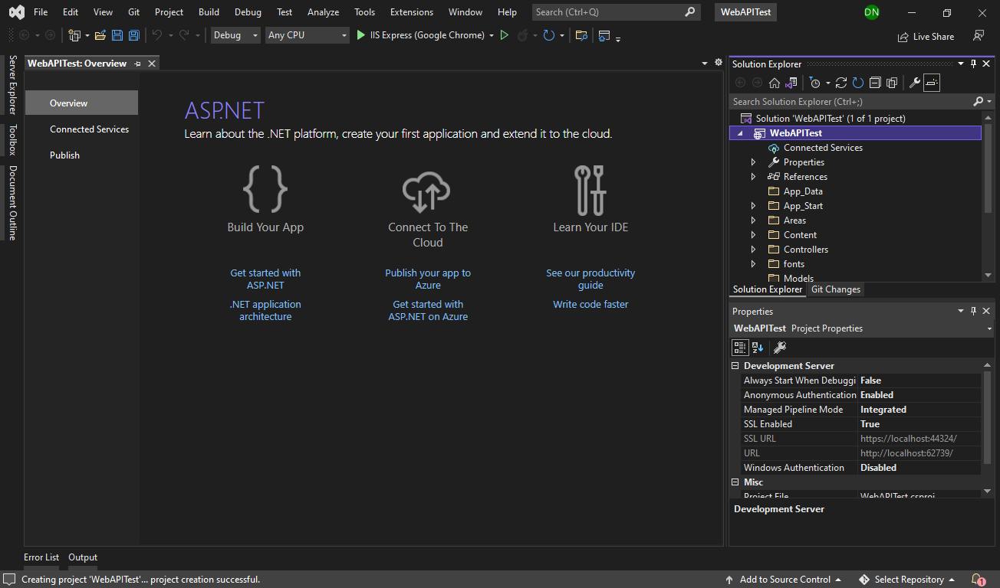 File Edit View Git Project Build Debug Test Analyze Tools Extensions Window Help Search (Ctrl+Q) WebAPITest DN
Debug Any CPU IIS Express (Google Chrome) Live Share
Server Explorer
Toolbox
Document Outline
WebAPITest: Overview
Overview
Connected Services
Publish
ASP.NET
Learn about the .NET platform, create your first application and extend it to the cloud.
Build Your App
Get started with
ASP.NET
.NET application
architecture
Connect To The
Cloud
Publish your app to
Azure
Get started with
ASP.NET on Azure
Learn Your IDE
See our productivity
guide
Write code faster
Solution Explorer
Search Solution Explorer (Ctrl+;)
Solution 'WebAPITest' (1 of 1 project)
WebAPITest
Connected Services
Properties
References
App_Data
App_Start
Areas
Content
Controllers
fonts
Models
Solution Explorer Git Changes
Properties
WebAPITest Project Properties
Development Server
Always Start When Debuggi False
Anonymous Authentication Enabled
Managed Pipeline Mode Integrated
SSL Enabled True
SSL URL https://localhost:44324/
URL http://localhost:62739/
Windows Authentication Disabled
Misc
Project File WebAPITest.csproj
Development Server
Error List Output
Creating project 'WebAPITest'... project creation successful. Add to Source Control Select Repository 1